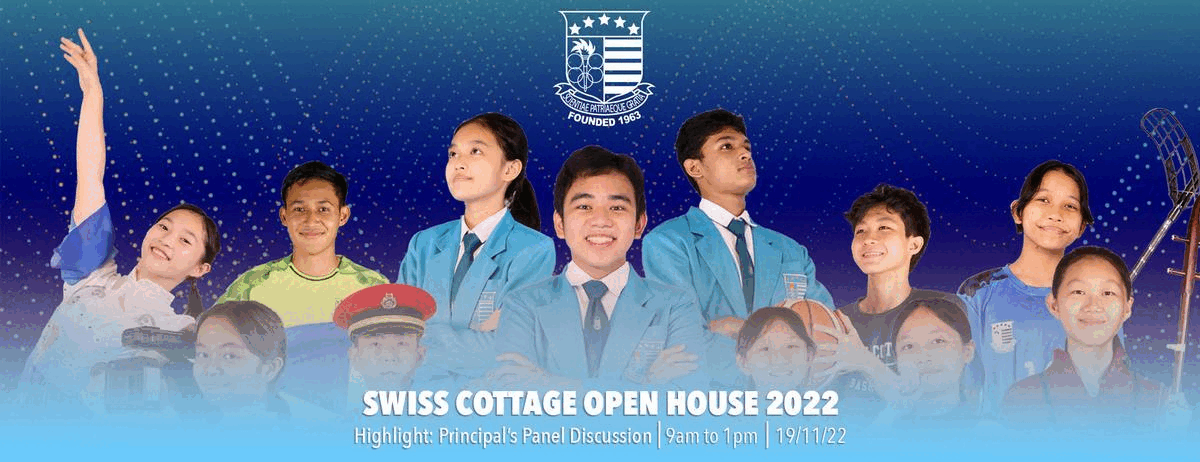 SCIENTIAE PATRIAEQUE GRATIA
FOUNDED 1963
SWISS COTTAGE OPEN HOUSE 2022
Highlight: Principal's Panel Discussion | 9am to 1pm | 19/11/22